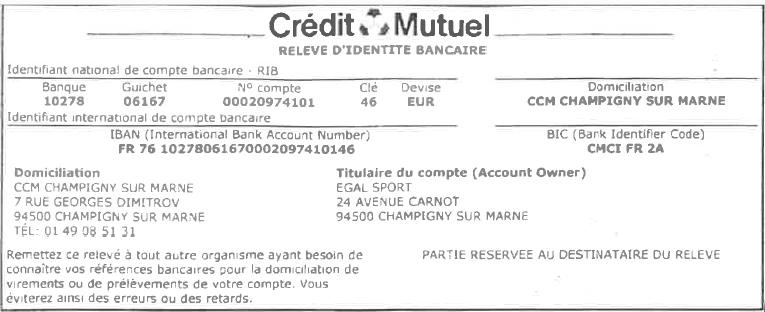 Crédit Mutuel
RELEVE D'IDENTITE BANCAIRE
Identifiant national de compte bancaire - RIB
Banque Guichet N° compte Clé Devise Domiciliation
10278 06167 00020974101 46 EUR CCM CHAMPIGNY SUR MARNE
Identifiant international de compte bancaire
IBAN (International Bank Account Number) BIC (Bank Identifier Code)
FR 76 10278061670002097410146 CMCI FR 2A
Domiciliation Titulaire du compte (Account Owner)
CCM CHAMPIGNY SUR MARNE EGAL SPORT
7 RUE GEORGES DIMITROV 24 AVENUE CARNOT
94500 CHAMPIGNY SUR MARNE 94500 CHAMPIGNY SUR MARNE
TÉL: 01 49 08 51 31
Remettez ce relevé à tout autre organisme ayant besoin de PARTIE RESERVEE AU DESTINATAIRE DU RELEVE
connaître vos références bancaires pour la domiciliation de
virements ou de prélèvements de votre compte. Vous
éviterez ainsi des erreurs ou des retards.